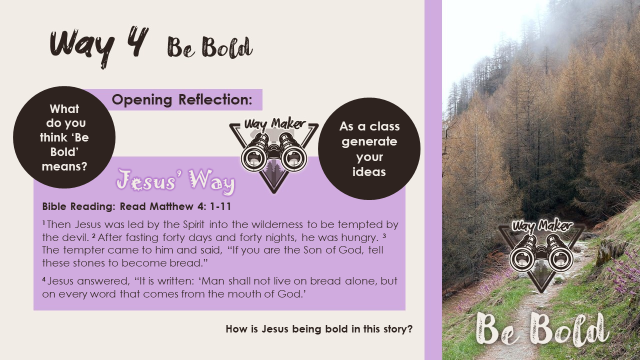 Way 4 Be Bold
What
do you
think 'Be
Bold'
means?
Opening Reflection:
Way Maker
As a class
generate
your
ideas
Jesus' Way
Bible Reading: Read Matthew 4: 1-11
¹ Then Jesus was led by the Spirit into the wilderness to be tempted by
the devil. ² After fasting forty days and forty nights, he was hungry. ³
The tempter came to him and said, “If you are the Son of God, tell
these stones to become bread.”
⁴ Jesus answered, “It is written: ‘Man shall not live on bread alone, but
on every word that comes from the mouth of God.’
How is Jesus being bold in this story?
Way Maker
Be Bold